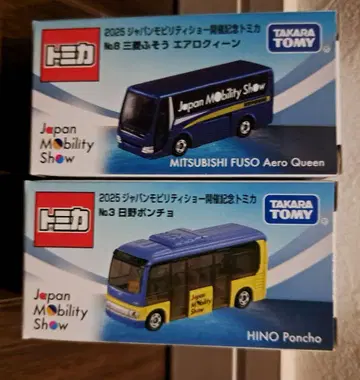 トミカ
2025 ジャパンモビリティショー開催記念トミカ
No.8 三菱ふそう エアロクィーン
TAKARA
TOMY
Japan
Mobility
Show
Japan Mobility Show
MITSUBISHI FUSO Aero Queen
トミカ
2025 ジャパンモビリティショー開催記念トミカ
No.3 日野ポンチョ
TAKARA
TOMY
Japan
Mobility
Show
Japan
Mobility
Show
HINO Poncho